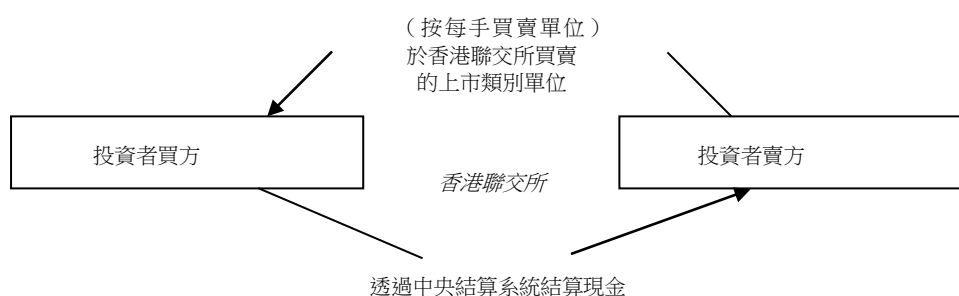 （按每手買賣單位）
於香港聯交所買賣
的上市類別單位
投資者買方
投資者賣方
香港聯交所
透過中央結算系統結算現金